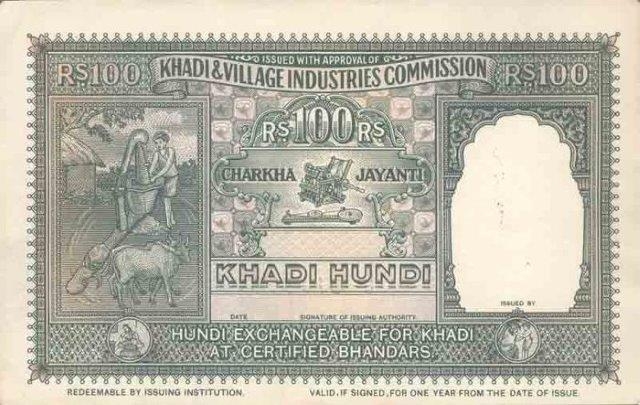 ISSUED WITH APPROVAL OF
KHADI & VILLAGE INDUSTRIES COMMISSION
RS100
RS100
RS 100 RS
CHARKHA JAYANTI
KHADI HUNDI
DATE
SIGNATURE OF ISSUING AUTHORITY.
ISSUED BY
HUNDI EXCHANGEABLE FOR KHADI
AT CERTIFIED BHANDARS.
REDEEMABLE BY ISSUING INSTITUTION.
VALID, IF SIGNED, FOR ONE YEAR FROM THE DATE OF ISSUE.